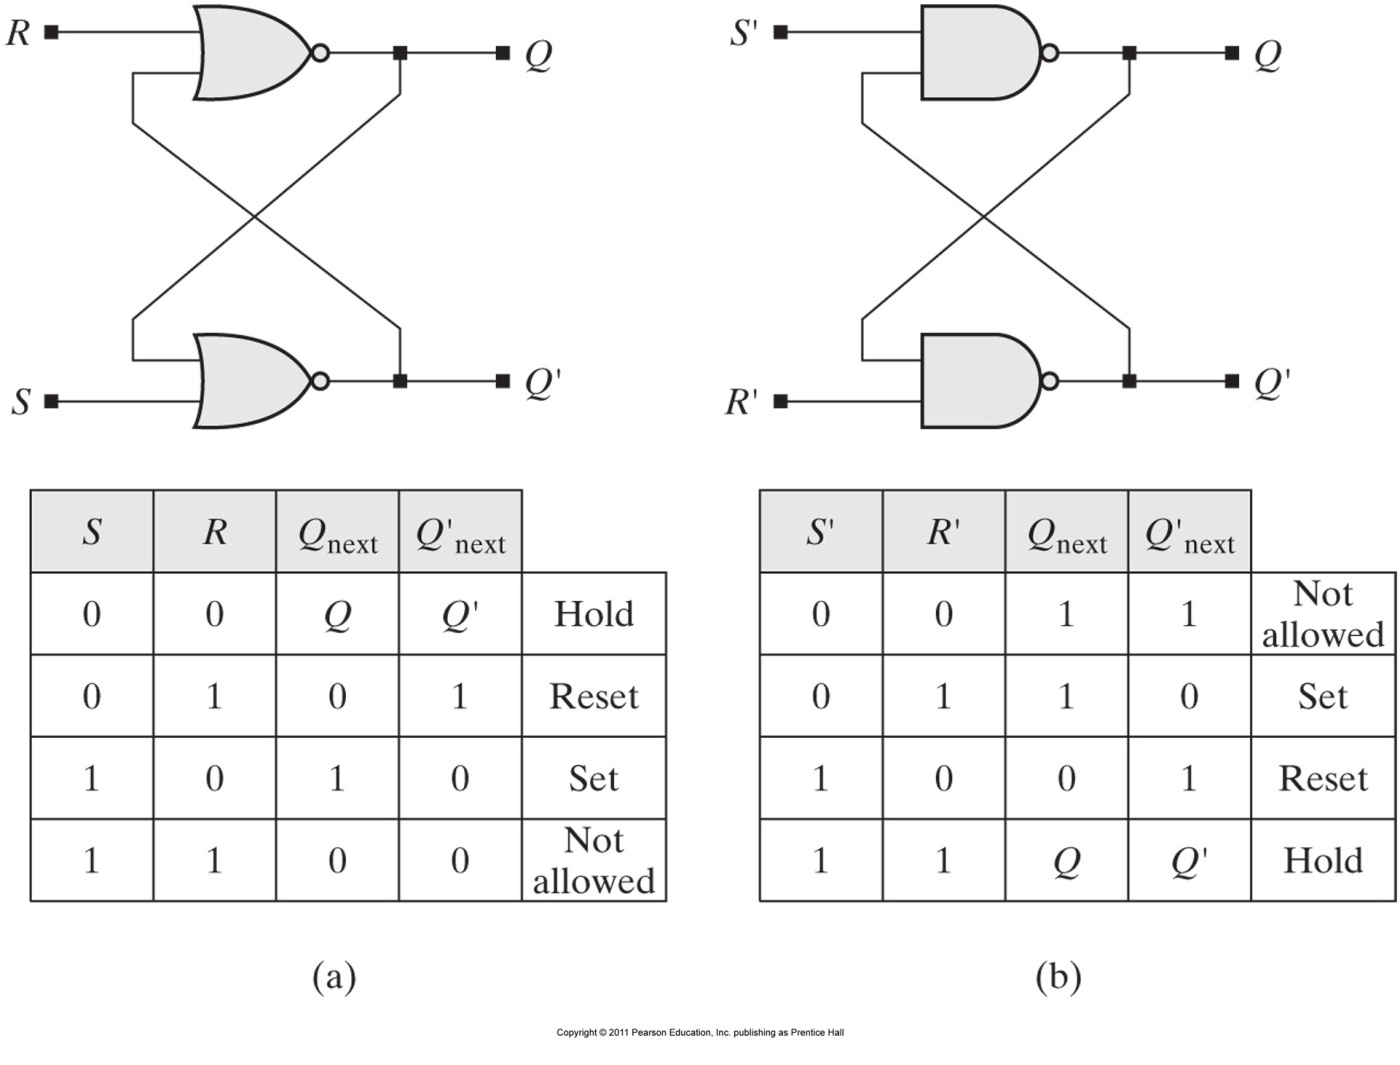 R Q S' Q
S Q' R' Q'
S R Qnext Q'next
0 0 Q Q' Hold
0 1 0 1 Reset
1 0 1 0 Set
1 1 0 0 Not allowed
S' R' Qnext Q'next
0 0 1 1 Not allowed
0 1 1 0 Set
1 0 0 1 Reset
1 1 Q Q' Hold
(a) (b)
Copyright © 2011 Pearson Education, Inc. publishing as Prentice Hall